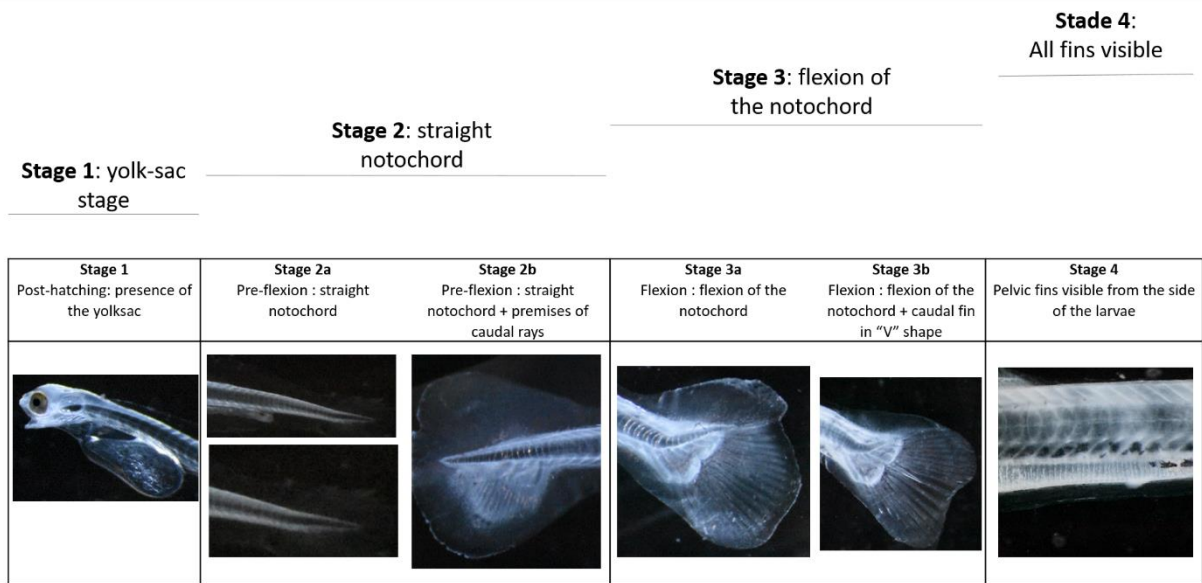 Stade 4:
All fins visible
Stage 3: flexion of
the notochord
Stage 2: straight
notochord
Stage 1: yolk-sac
stage
Stage 1
Post-hatching: presence of
the yolksac
Stage 2a
Pre-flexion : straight
notochord
Stage 2b
Pre-flexion : straight
notochord + premises of
caudal rays
Stage 3a
Flexion : flexion of the
notochord
Stage 3b
Flexion : flexion of the
notochord + caudal fin
in “V” shape
Stage 4
Pelvic fins visible from the side
of the larvae